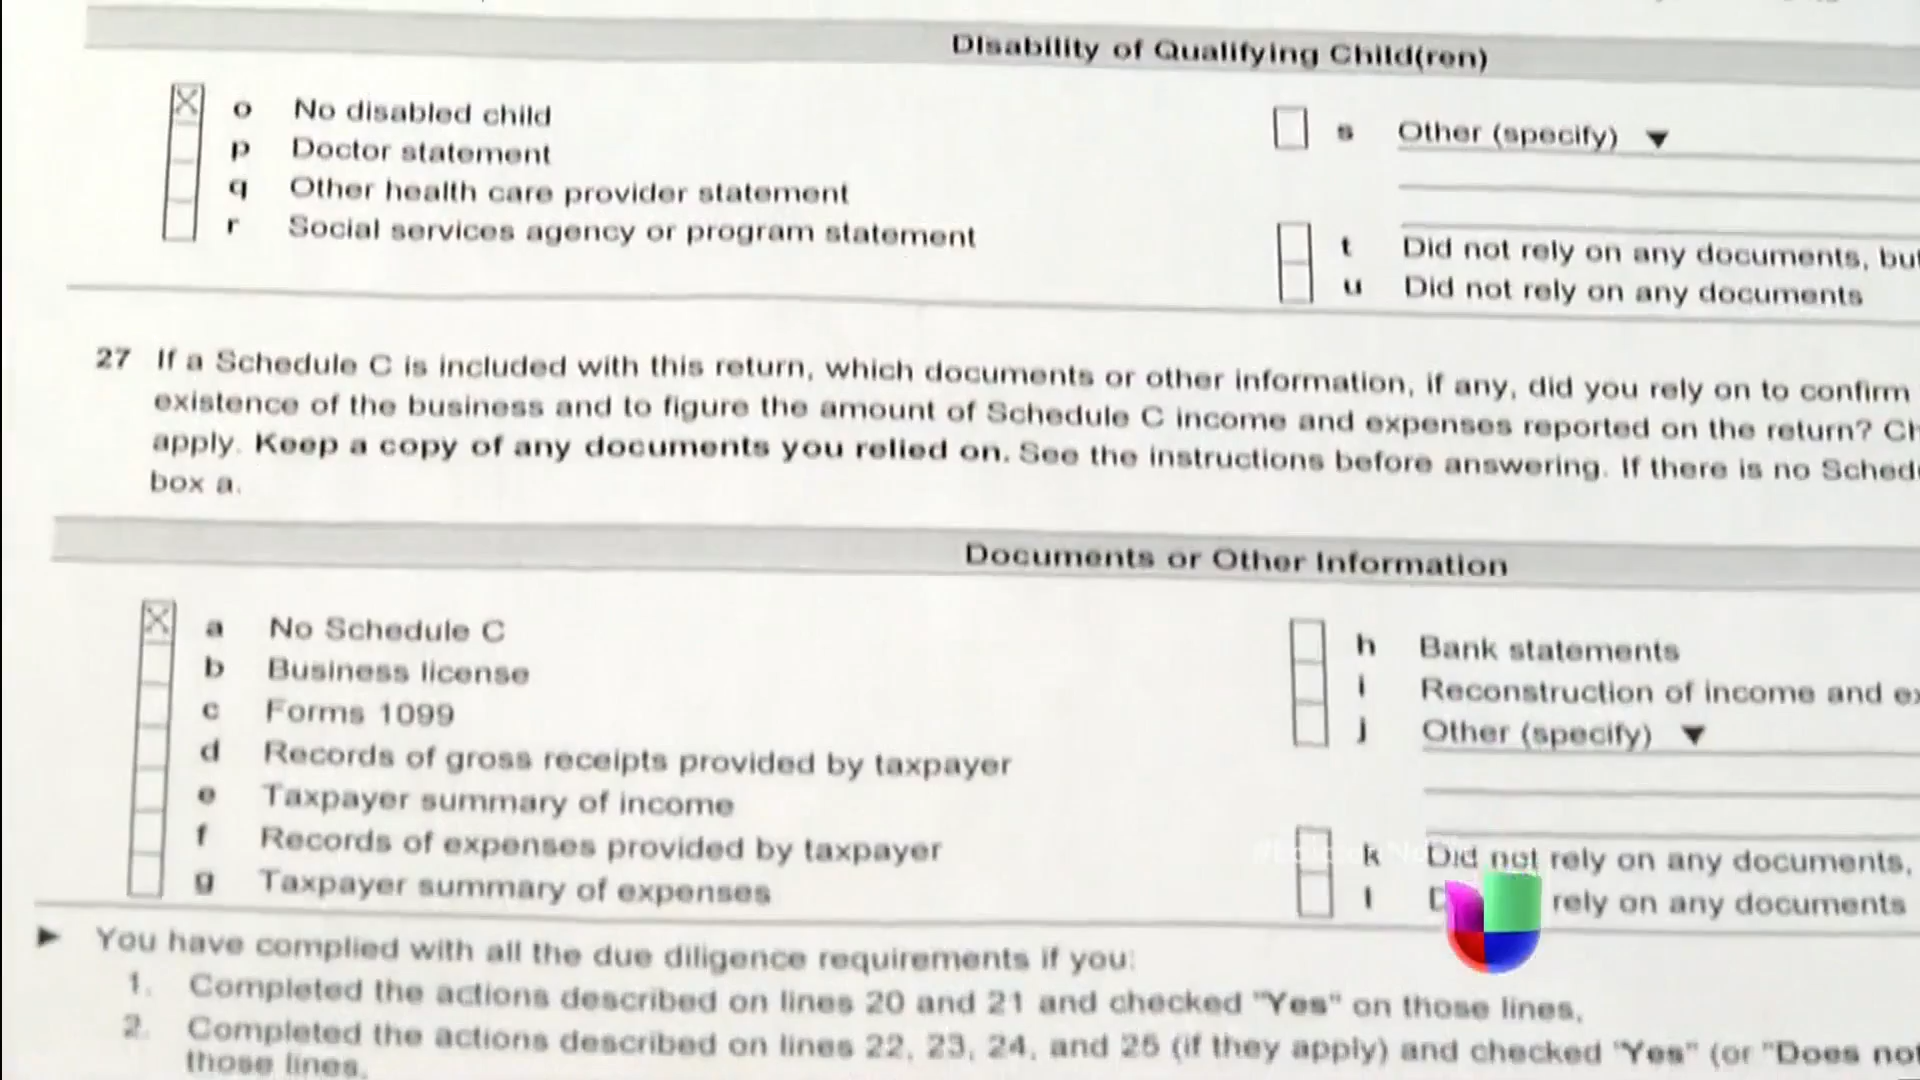 Disability of Qualifying Child(ren)
o No disabled child
p Doctor statement
q Other health care provider statement
r Social services agency or program statement
s Other (specify) ▼
t Did not rely on any documents, but
u Did not rely on any documents
27 If a Schedule C is included with this return, which documents or other information, if any, did you rely on to confirm
existence of the business and to figure the amount of Schedule C income and expenses reported on the return?
apply. Keep a copy of any documents you relied on. See the instructions before answering. If there is no
box a.
Documents or Other Information
a No Schedule C
b Business license
c Forms 1099
d Records of gross receipts provided by taxpayer
e Taxpayer summary of income
f Records of expenses provided by taxpayer
g Taxpayer summary of expenses
h Bank statements
i Reconstruction of income and
j Other (specify) ▼
k Did not rely on any documents,
l rely on any documents
► You have complied with all the due diligence requirements if you:
1. Completed the actions described on lines 20 and 21 and checked "Yes" on those lines,
2. Completed the actions described on lines 22, 23, 24, and 25 (if they apply) and checked "Yes" (or "Does not
those lines,